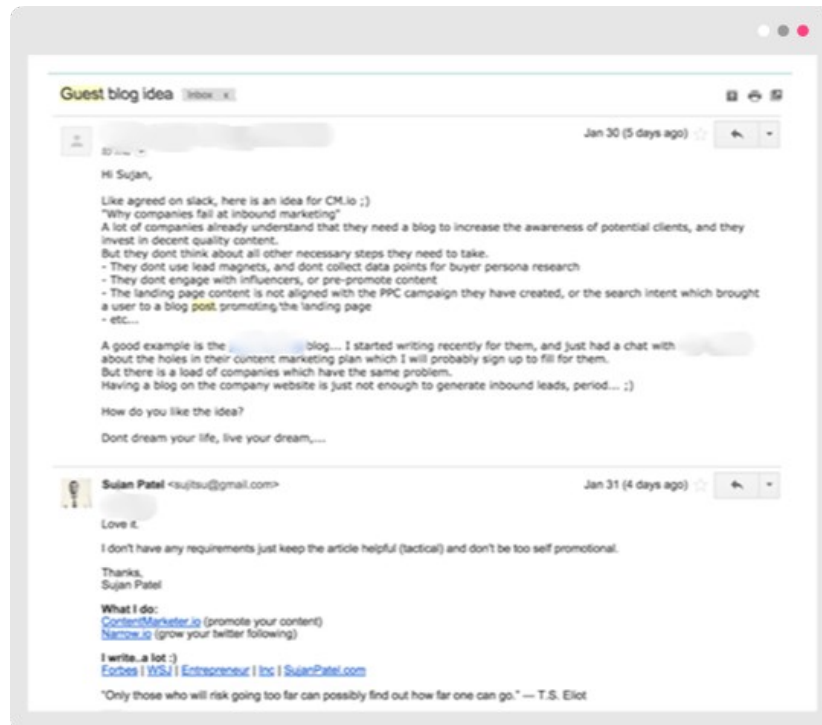 Guest blog idea Inbox x
Jan 30 (5 days ago)
to me
Hi Sujan,
Like agreed on slack, here is an idea for CM.io ;)
"Why companies fail at inbound marketing"
A lot of companies already understand that they need a blog to increase the awareness of potential clients, and they
invest in decent quality content.
But they dont think about all other necessary steps they need to take.
- They dont use lead magnets, and dont collect data points for buyer persona research
- They dont engage with influencers, or pre-promote content
- The landing page content is not aligned with the PPC campaign they have created, or the search intent which brought
a user to a blog post promoting the landing page
- etc...
A good example is the blog... I started writing recently for them, and just had a chat with
about the holes in their content marketing plan which I will probably sign up to fill for them.
But there is a load of companies which have the same problem.
Having a blog on the company website is just not enough to generate inbound leads, period... ;)
How do you like the idea?
Dont dream your life, live your dream,...
Sujan Patel <sujitsu@gmail.com>
Jan 31 (4 days ago)
Love it.
I don't have any requirements just keep the article helpful (tactical) and don't be too self promotional.
Thanks,
Sujan Patel
What I do:
ContentMarketer.io (promote your content)
Narrow.io (grow your twitter following)
I write..a lot :)
Forbes | WSJ | Entrepreneur | Inc | SujanPatel.com
"Only those who will risk going too far can possibly find out how far one can go." — T.S. Eliot